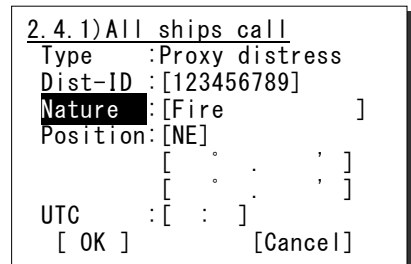 2.4.1)All ships call
Type :Proxy distress
Dist-ID :[123456789]
Nature :[Fire ]
Position:[NE]
[ ° . ' ]
[ ° . ' ]
UTC :[ : ]
[ OK ] [Cancel]